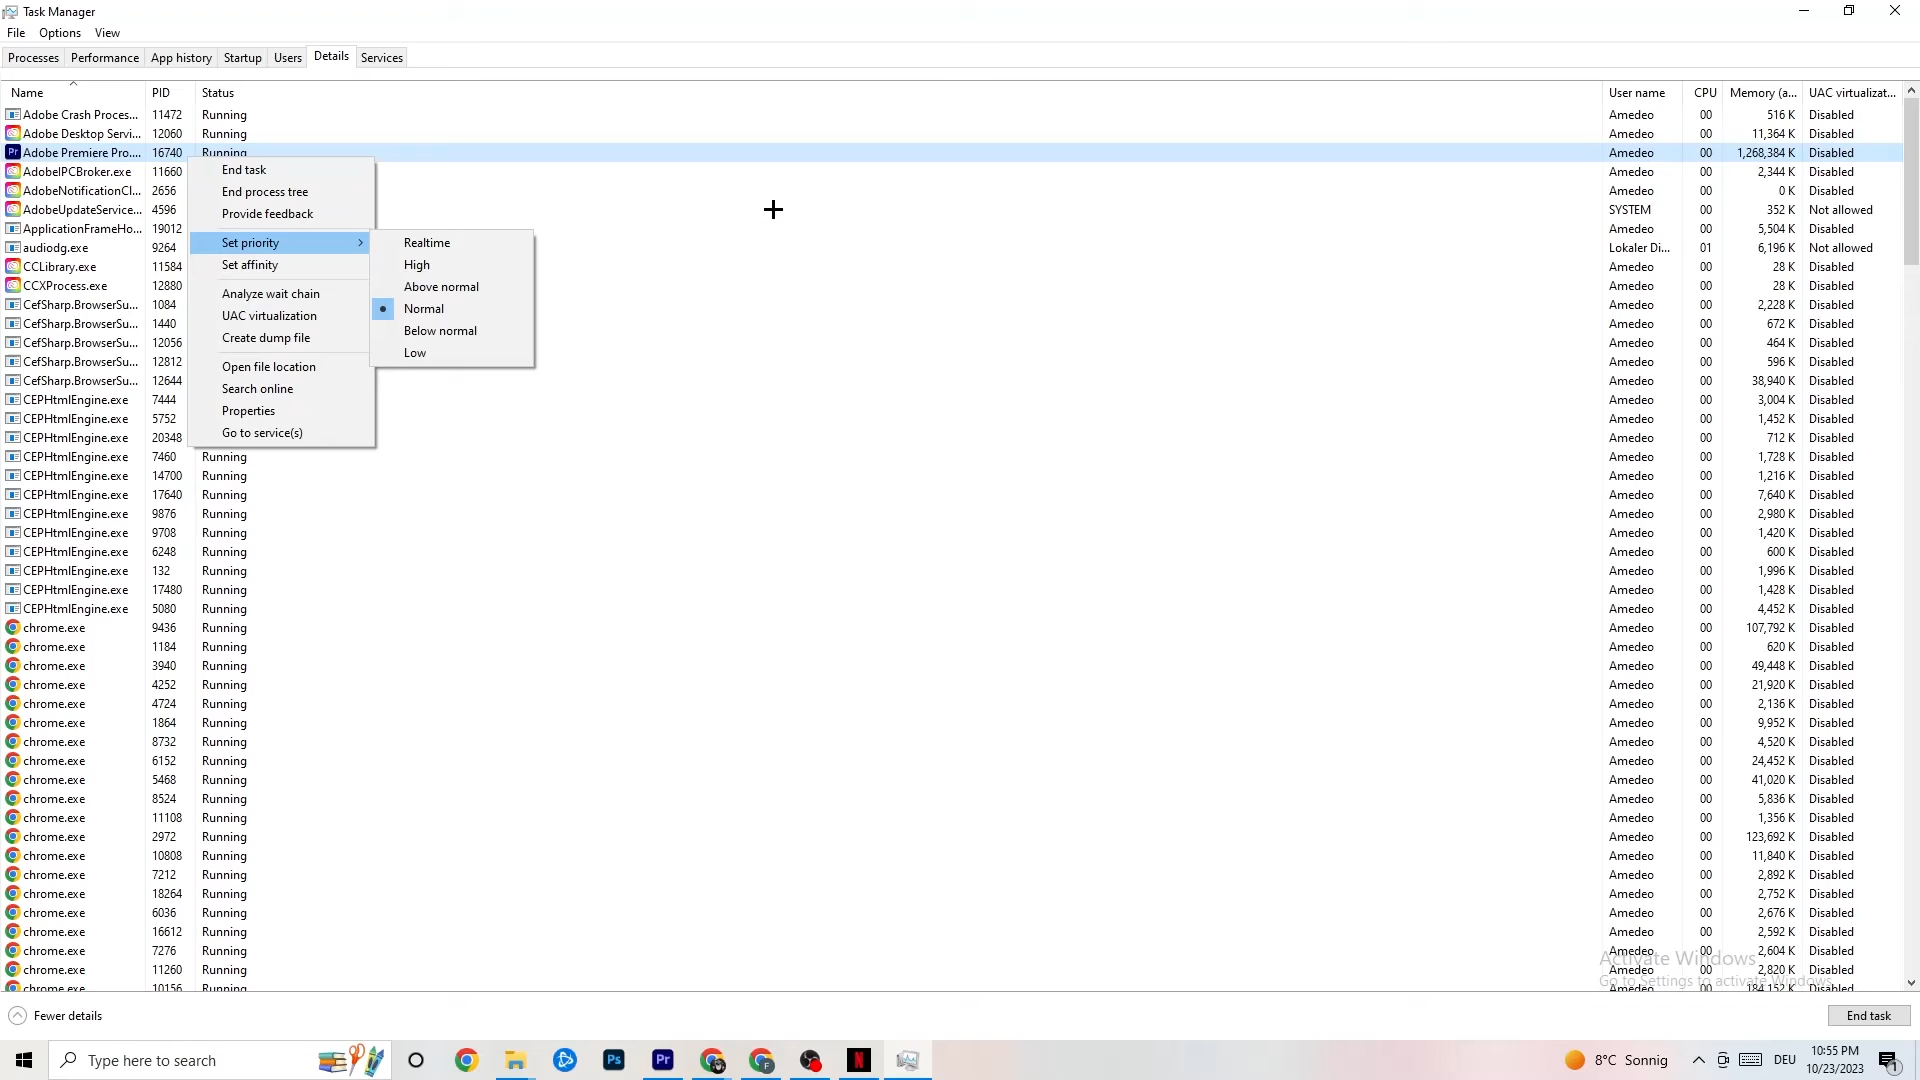 Task Manager
File Options View
Processes Performance App history Startup Users Details Services
Name PID Status User name CPU Memory (a... UAC virtualizat...
Adobe Crash Proces... 11472 Running Amedeo 00 516 K Disabled
Adobe Desktop Servi... 12060 Running Amedeo 00 11,364 K Disabled
Pr Adobe Premiere Pro.... 16740 Running Amedeo 00 1,268,384 K Disabled
AdobeIPCBroker.exe 11660 Amedeo 00 2,344 K Disabled
AdobeNotificationCl... 2656 Amedeo 00 0 K Disabled
AdobeUpdateService... 4596 SYSTEM 00 352 K Not allowed
ApplicationFrameHo... 19012 Amedeo 00 5,504 K Disabled
audiodg.exe 9264 Lokaler Di... 01 6,196 K Not allowed
CCLibrary.exe 11584 Amedeo 00 28 K Disabled
CCXProcess.exe 12880 Amedeo 00 28 K Disabled
CefSharp.BrowserSu... 1084 Amedeo 00 2,228 K Disabled
CefSharp.BrowserSu... 1440 Amedeo 00 672 K Disabled
CefSharp.BrowserSu... 12056 Amedeo 00 464 K Disabled
CefSharp.BrowserSu... 12812 Amedeo 00 596 K Disabled
CefSharp.BrowserSu... 12644 Amedeo 00 38,940 K Disabled
CEPHtmlEngine.exe 7444 Amedeo 00 3,004 K Disabled
CEPHtmlEngine.exe 5752 Amedeo 00 1,452 K Disabled
CEPHtmlEngine.exe 20348 Amedeo 00 712 K Disabled
CEPHtmlEngine.exe 7460 Running Amedeo 00 1,728 K Disabled
CEPHtmlEngine.exe 14700 Running Amedeo 00 1,216 K Disabled
CEPHtmlEngine.exe 17640 Running Amedeo 00 7,640 K Disabled
CEPHtmlEngine.exe 9876 Running Amedeo 00 2,980 K Disabled
CEPHtmlEngine.exe 9708 Running Amedeo 00 1,420 K Disabled
CEPHtmlEngine.exe 6248 Running Amedeo 00 600 K Disabled
CEPHtmlEngine.exe 132 Running Amedeo 00 1,996 K Disabled
CEPHtmlEngine.exe 17480 Running Amedeo 00 1,428 K Disabled
CEPHtmlEngine.exe 5080 Running Amedeo 00 4,452 K Disabled
chrome.exe 9436 Running Amedeo 00 107,792 K Disabled
chrome.exe 1184 Running Amedeo 00 620 K Disabled
chrome.exe 3940 Running Amedeo 00 49,448 K Disabled
chrome.exe 4252 Running Amedeo 00 21,920 K Disabled
chrome.exe 4724 Running Amedeo 00 2,136 K Disabled
chrome.exe 1864 Running Amedeo 00 9,952 K Disabled
chrome.exe 8732 Running Amedeo 00 4,520 K Disabled
chrome.exe 6152 Running Amedeo 00 24,452 K Disabled
chrome.exe 5468 Running Amedeo 00 41,020 K Disabled
chrome.exe 8524 Running Amedeo 00 5,836 K Disabled
chrome.exe 11108 Running Amedeo 00 1,356 K Disabled
chrome.exe 2972 Running Amedeo 00 123,692 K Disabled
chrome.exe 10808 Running Amedeo 00 11,840 K Disabled
chrome.exe 7212 Running Amedeo 00 2,892 K Disabled
chrome.exe 18264 Running Amedeo 00 2,752 K Disabled
chrome.exe 6036 Running Amedeo 00 2,676 K Disabled
chrome.exe 16612 Running Amedeo 00 2,592 K Disabled
chrome.exe 7276 Running Amedeo 00 2,604 K Disabled
chrome.exe 11260 Running Amedeo 00 2,820 K Disabled
chrome.exe 10156 Running Amedeo 00 184,152 K Disabled
End task
End process tree
Provide feedback
Set priority
Set affinity
Analyze wait chain
UAC virtualization
Create dump file
Open file location
Search online
Properties
Go to service(s)
Realtime
High
Above normal
Normal
Below normal
Low
Activate Windows
Go to Settings to activate Windows.
Fewer details End task
Type here to search Ps Pr F N 8°C Sonnig DEU 10:55 PM
10/23/2023 1